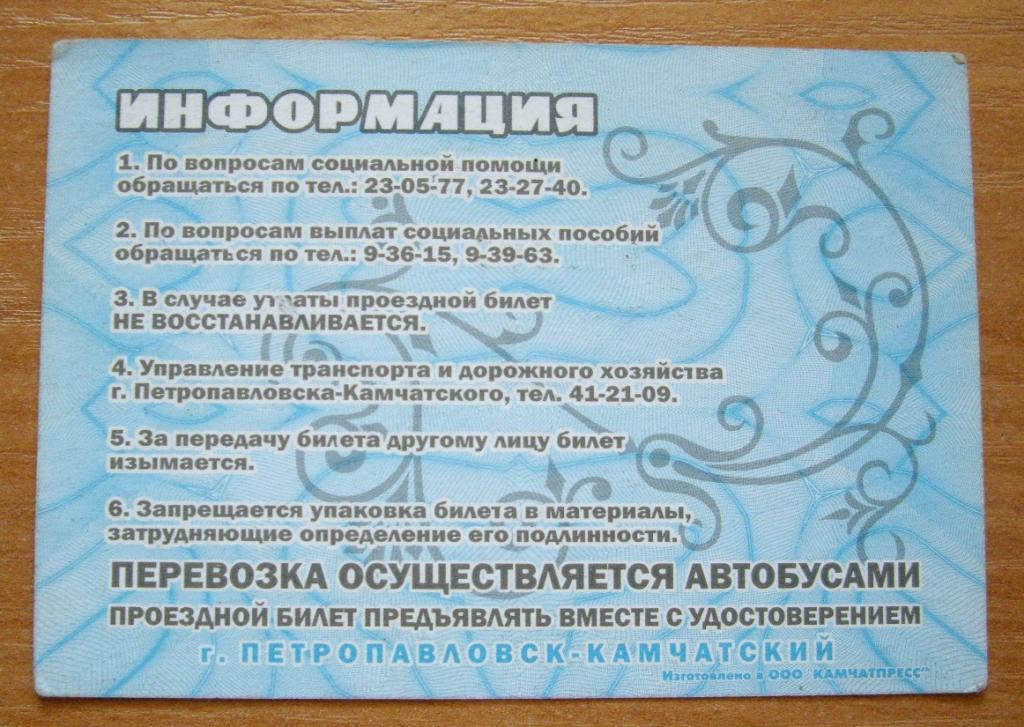 ИНФОРМАЦИЯ
1. По вопросам социальной помощи
обращаться по тел.: 23-05-77, 23-27-40.
2. По вопросам выплат социальных пособий
обращаться по тел.: 9-36-15, 9-39-63.
3. В случае утраты проездной билет
НЕ ВОССТАНАВЛИВАЕТСЯ.
4. Управление транспорта и дорожного хозяйства
г. Петропавловска-Камчатского, тел. 41-21-09.
5. За передачу билета другому лицу билет
изымается.
6. Запрещается упаковка билета в материалы,
затрудняющие определение его подлинности.
ПЕРЕВОЗКА ОСУЩЕСТВЛЯЕТСЯ АВТОБУСАМИ
ПРОЕЗДНОЙ БИЛЕТ ПРЕДЪЯВЛЯТЬ ВМЕСТЕ С УДОСТОВЕРЕНИЕМ
г. ПЕТРОПАВЛОВСК-КАМЧАТСКИЙ
Изготовлено в ООО "КАМЧАТПРЕСС"